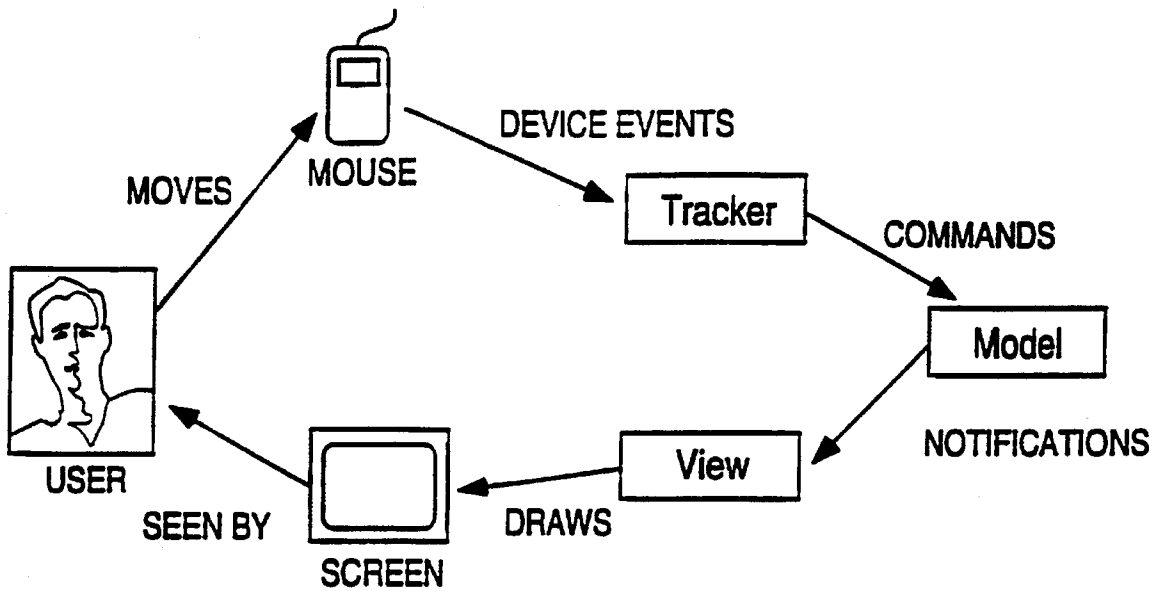 DEVICE EVENTS
MOUSE
MOVES
Tracker
COMMANDS
Model
NOTIFICATIONS
View
USER
SEEN BY
DRAWS
SCREEN